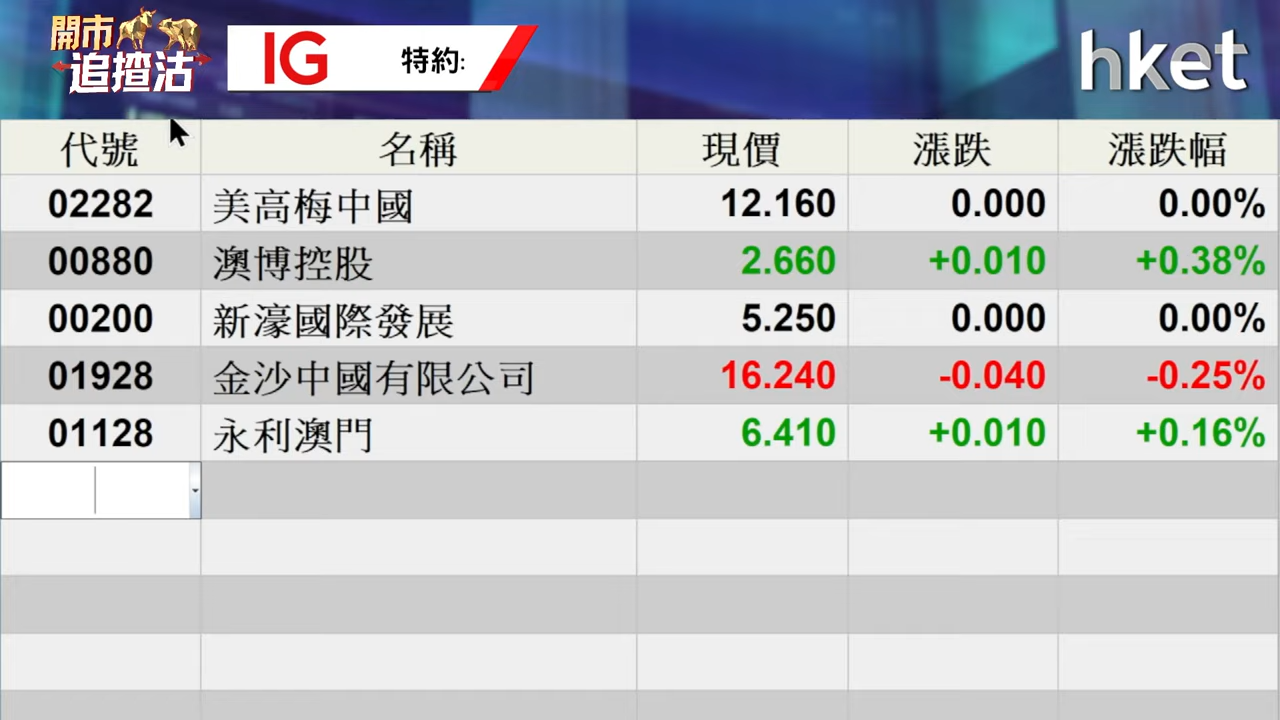 開市
追揸沽
IG 特約:
hket
代號 名稱 現價 漲跌 漲跌幅
02282 美高梅中國 12.160 0.000 0.00%
00880 澳博控股 2.660 +0.010 +0.38%
00200 新濠國際發展 5.250 0.000 0.00%
01928 金沙中國有限公司 16.240 -0.040 -0.25%
01128 永利澳門 6.410 +0.010 +0.16%